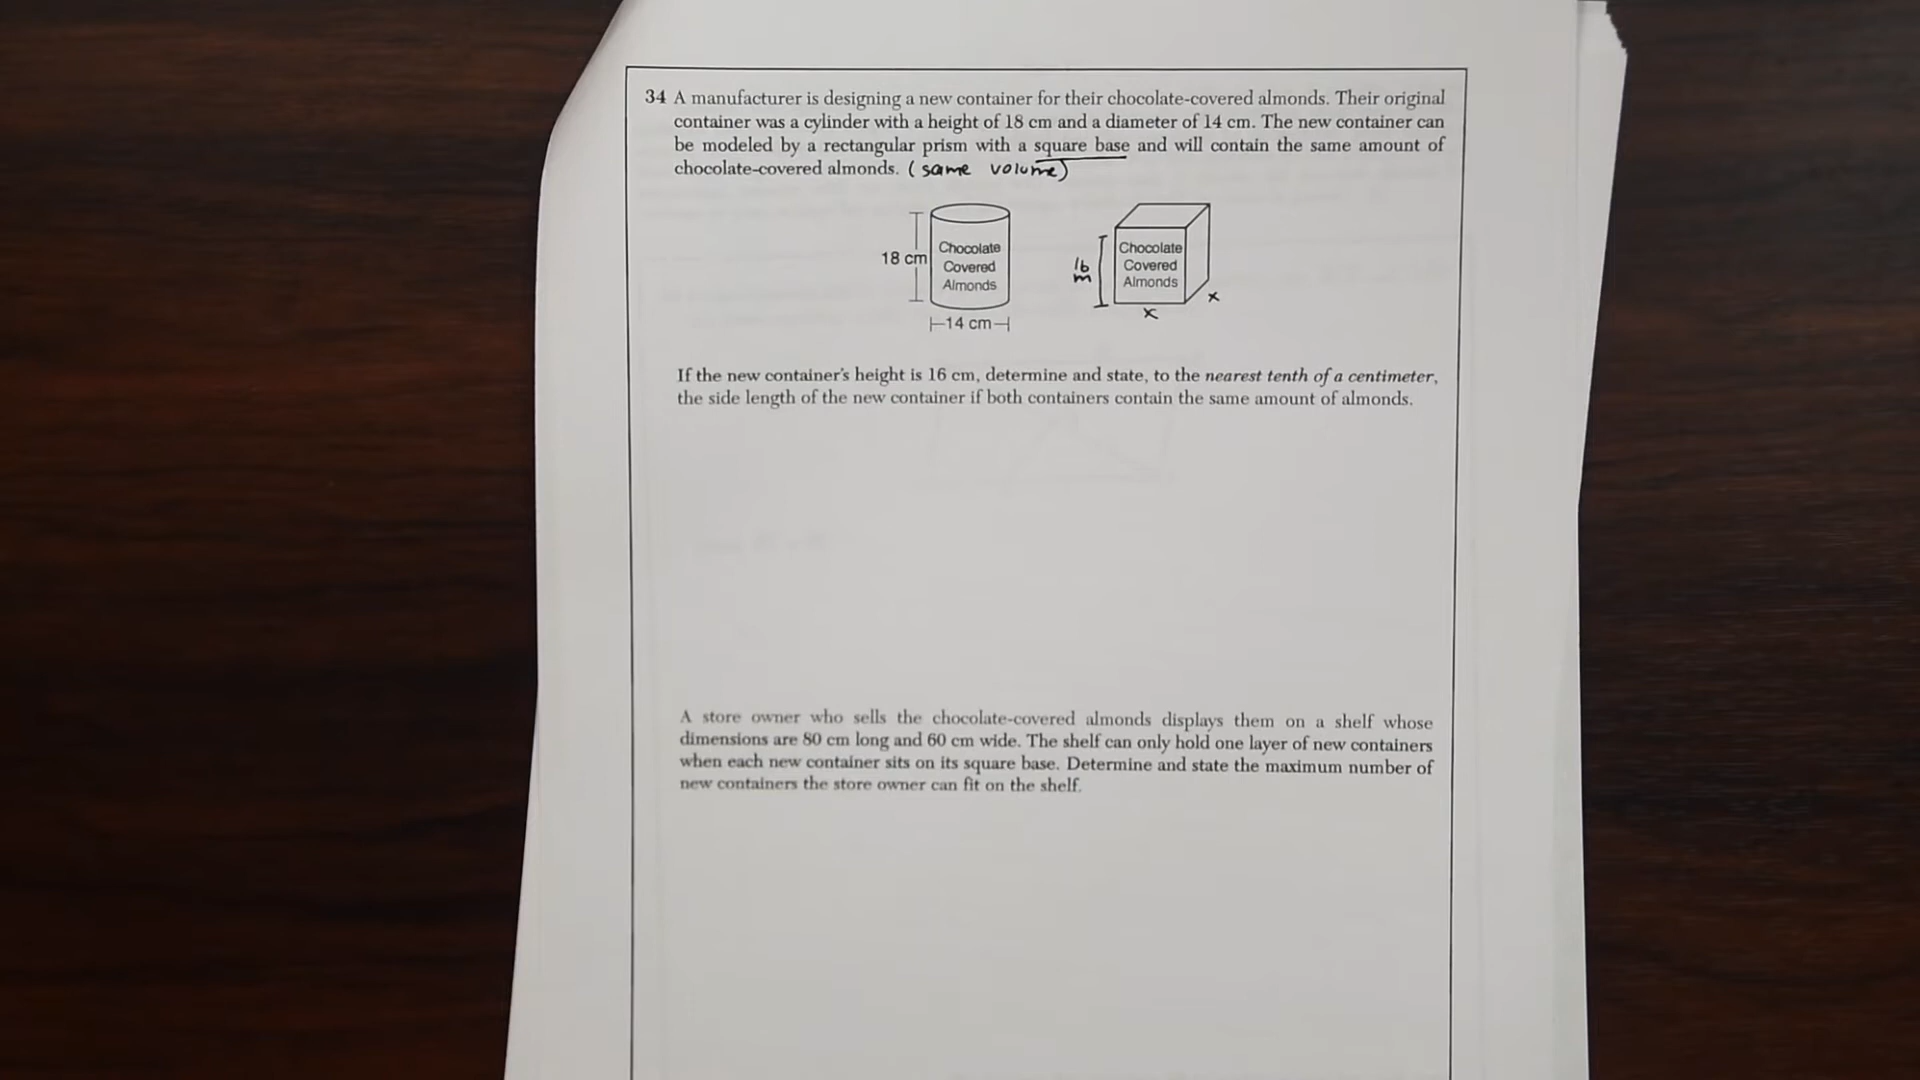 34 A manufacturer is designing a new container for their chocolate-covered almonds. Their original
container was a cylinder with a height of 18 cm and a diameter of 14 cm. The new container can
be modeled by a rectangular prism with a square base and will contain the same amount of
chocolate-covered almonds. (same volume)
18 cm
Chocolate
Covered
Almonds
14 cm
16
Chocolate
Covered
Almonds
x
x
If the new container's height is 16 cm, determine and state, to the nearest tenth of a centimeter,
the side length of the new container if both containers contain the same amount of almonds.
A store owner who sells the chocolate-covered almonds displays them on a shelf whose
dimensions are 80 cm long and 60 cm wide. The shelf can only hold one layer of new containers
when each new container sits on its square base. Determine and state the maximum number of
new containers the store owner can fit on the shelf.